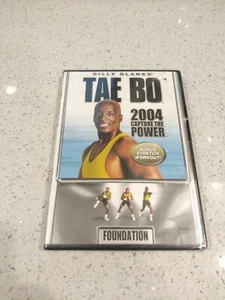 BILLY BLANKS'
TAE BO
2004
CAPTURE THE
POWER
BONUS
STRETCH
WORKOUT!
FOUNDATION